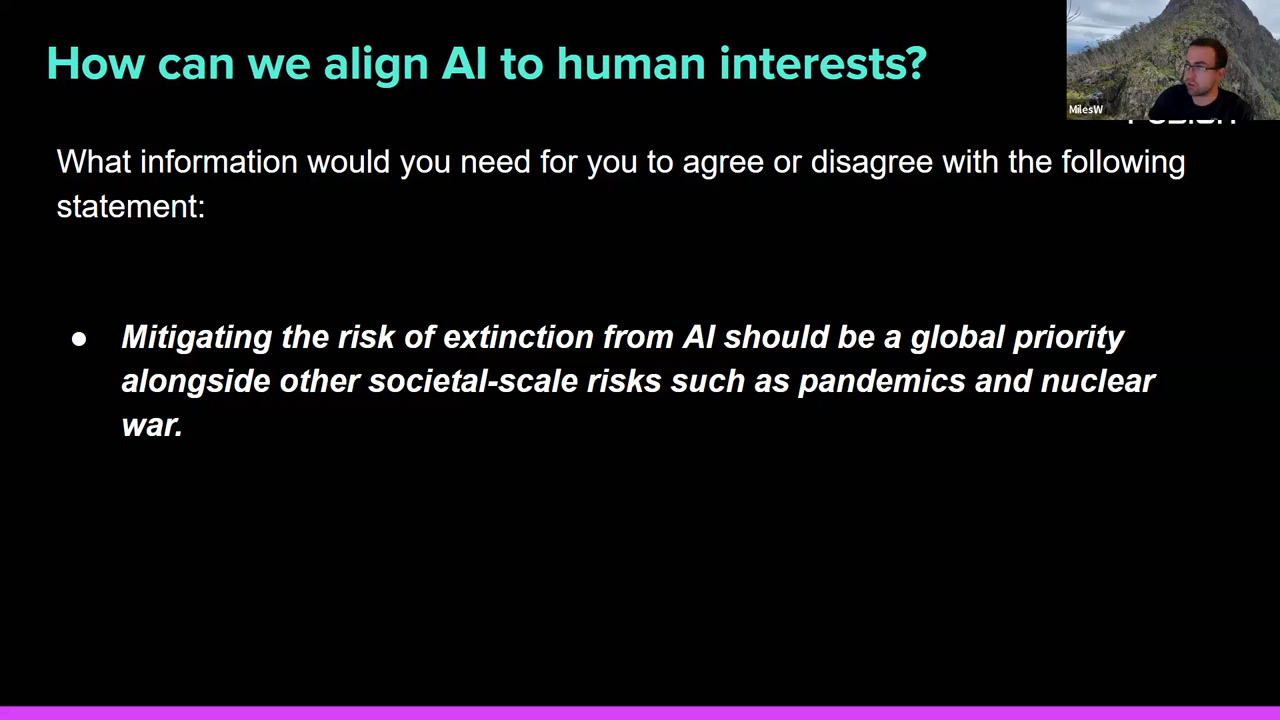 How can we align AI to human interests?
MilesW
What information would you need for you to agree or disagree with the following
statement:
● Mitigating the risk of extinction from AI should be a global priority
alongside other societal-scale risks such as pandemics and nuclear
war.